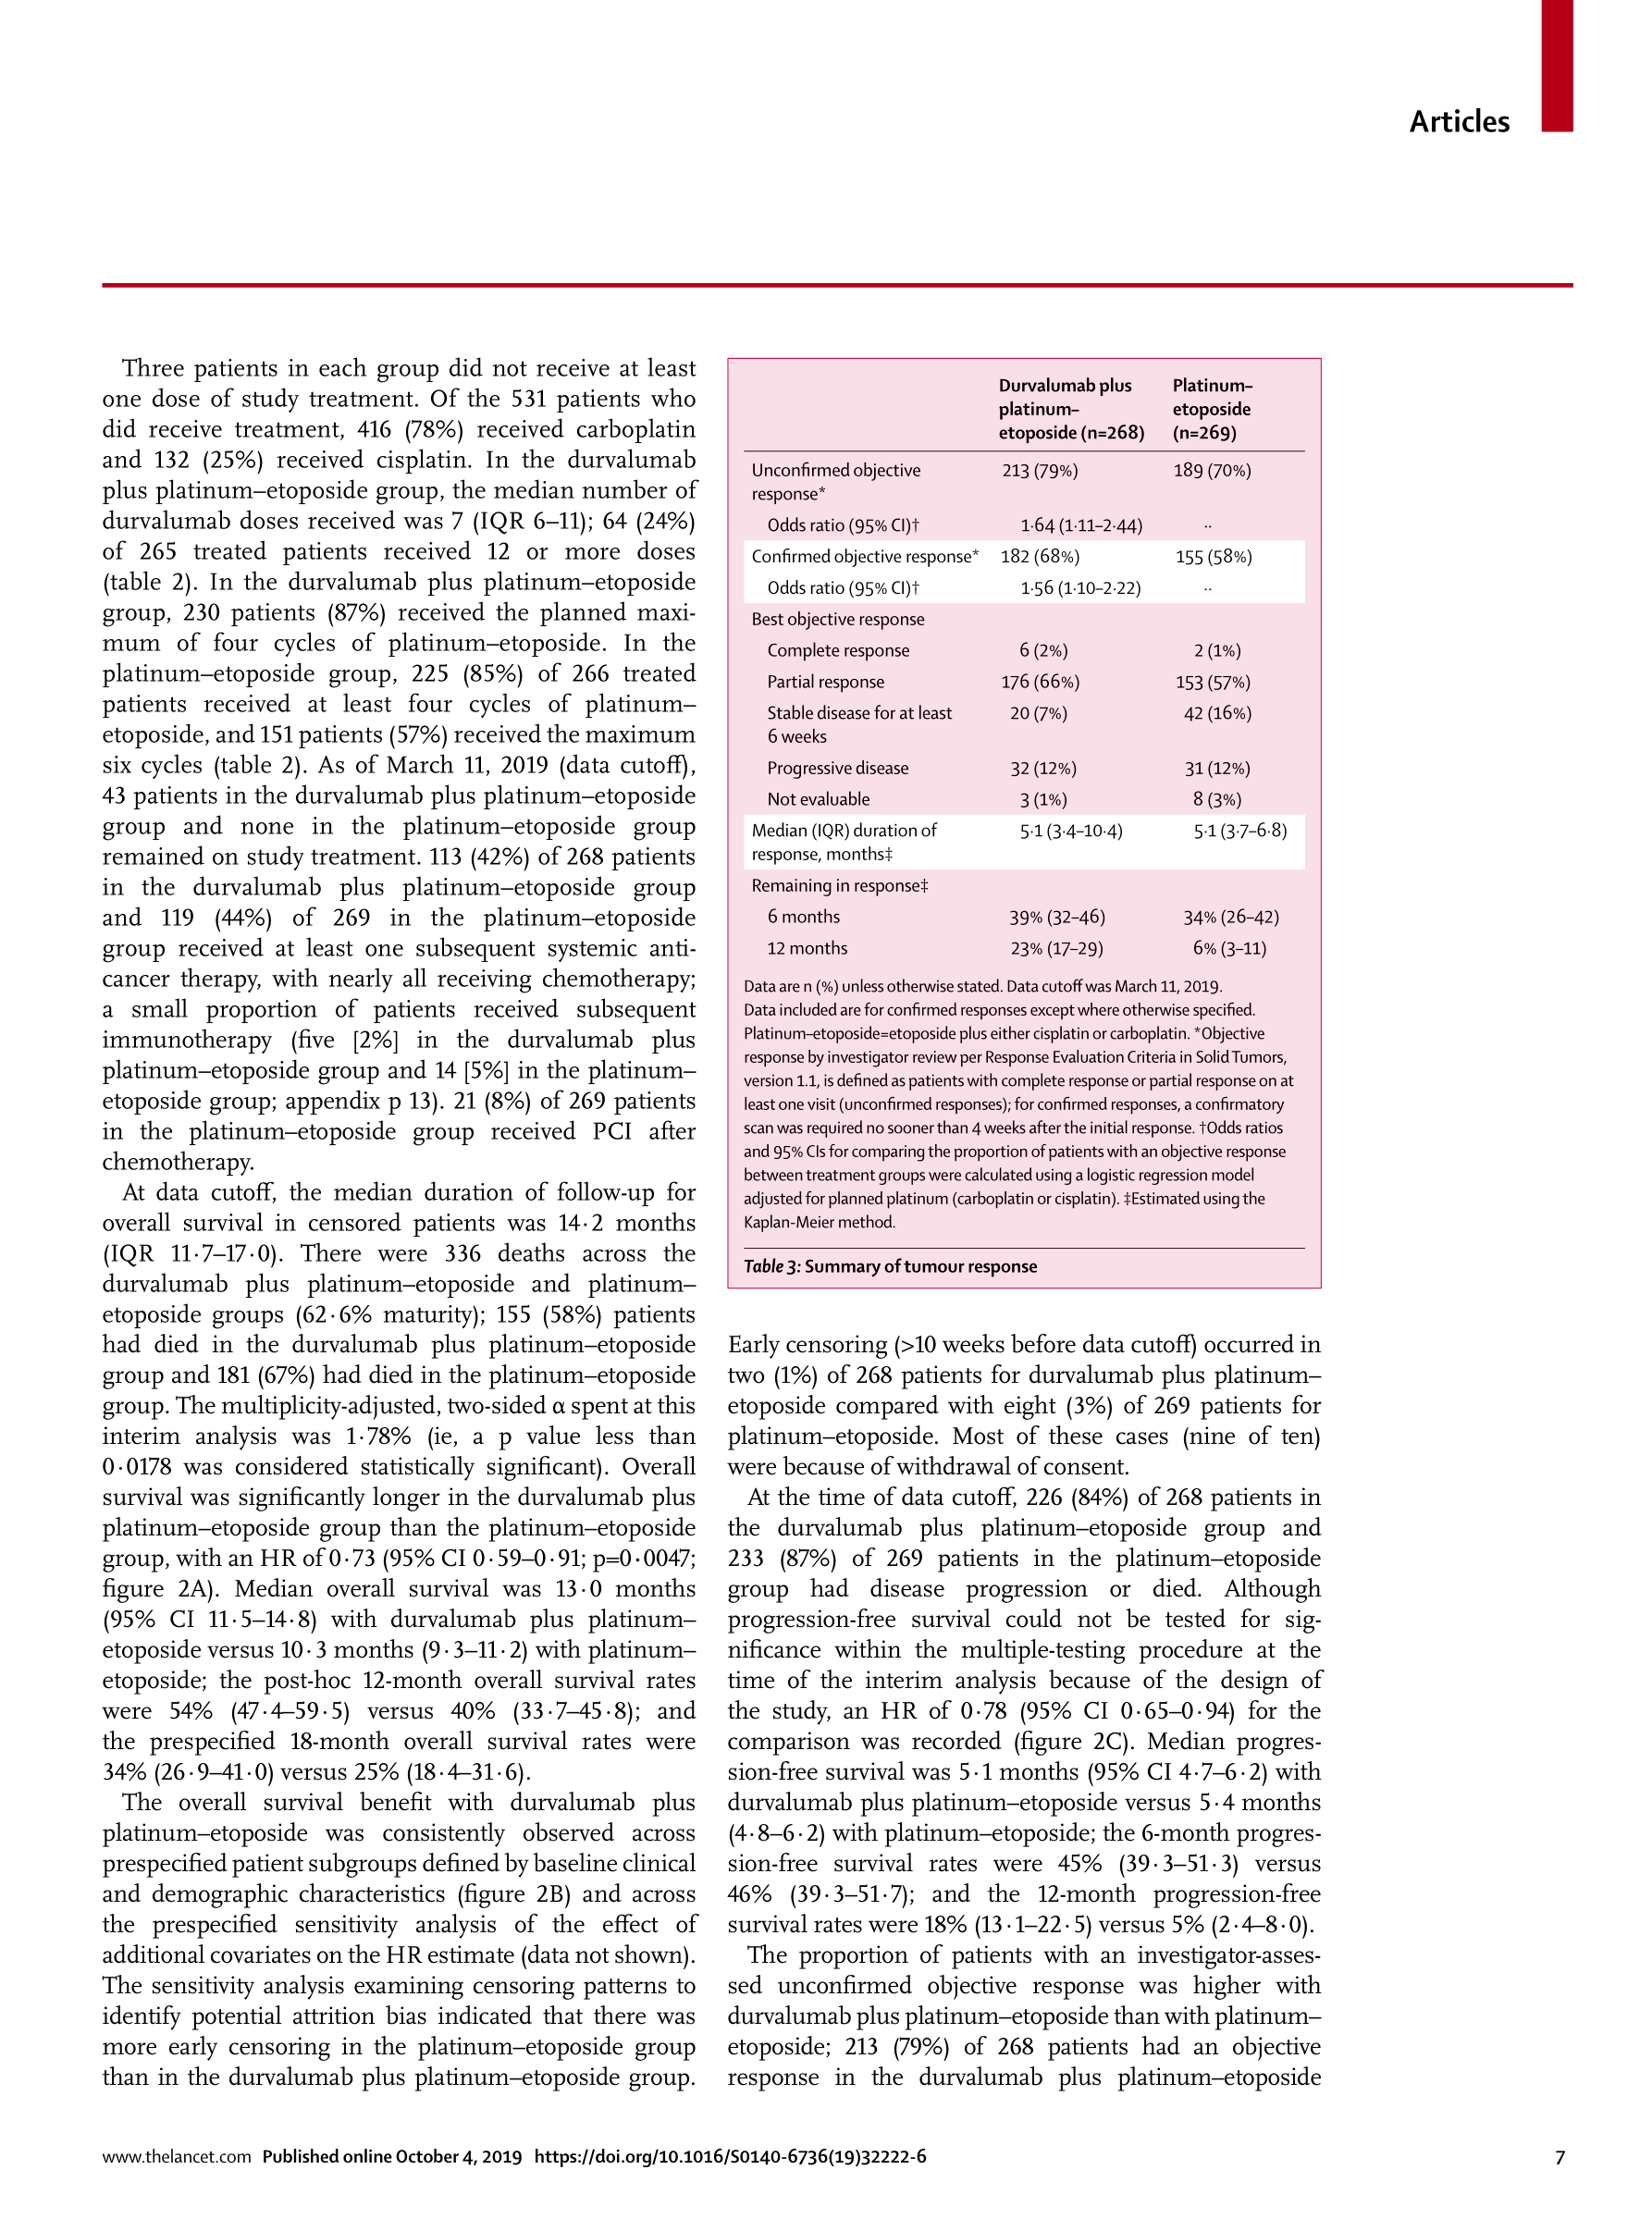 Articles
Three patients in each group did not receive at least
one dose of study treatment. Of the 531 patients who
did receive treatment, 416 (78%) received carboplatin
and 132 (25%) received cisplatin. In the durvalumab
plus platinum–etoposide group, the median number of
durvalumab doses received was 7 (IQR 6–11); 64 (24%)
of 265 treated patients received 12 or more doses
(table 2). In the durvalumab plus platinum–etoposide
group, 230 patients (87%) received the planned maxi-
mum of four cycles of platinum–etoposide. In the
platinum–etoposide group, 225 (85%) of 266 treated
patients received at least four cycles of platinum–
etoposide, and 151 patients (57%) received the maximum
six cycles (table 2). As of March 11, 2019 (data cutoff),
43 patients in the durvalumab plus platinum–etoposide
group and none in the platinum–etoposide group
remained on study treatment. 113 (42%) of 268 patients
in the durvalumab plus platinum–etoposide group
and 119 (44%) of 269 in the platinum–etoposide
group received at least one subsequent systemic anti-
cancer therapy, with nearly all receiving chemotherapy;
a small proportion of patients received subsequent
immunotherapy (five [2%] in the durvalumab plus
platinum–etoposide group and 14 [5%] in the platinum–
etoposide group; appendix p 13). 21 (8%) of 269 patients
in the platinum–etoposide group received PCI after
chemotherapy.
At data cutoff, the median duration of follow-up for
overall survival in censored patients was 14·2 months
(IQR 11·7–17·0). There were 336 deaths across the
durvalumab plus platinum–etoposide and platinum–
etoposide groups (62·6% maturity); 155 (58%) patients
had died in the durvalumab plus platinum–etoposide
group and 181 (67%) had died in the platinum–etoposide
group. The multiplicity-adjusted, two-sided α spent at this
interim analysis was 1·78% (ie, a p value less than
0·0178 was considered statistically significant). Overall
survival was significantly longer in the durvalumab plus
platinum–etoposide group than the platinum–etoposide
group, with an HR of 0·73 (95% CI 0·59–0·91; p=0·0047;
figure 2A). Median overall survival was 13·0 months
(95% CI 11·5–14·8) with durvalumab plus platinum–
etoposide versus 10·3 months (9·3–11·2) with platinum–
etoposide; the post-hoc 12-month overall survival rates
were 54% (47·4–59·5) versus 40% (33·7–45·8); and
the prespecified 18-month overall survival rates were
34% (26·9–41·0) versus 25% (18·4–31·6).
The overall survival benefit with durvalumab plus
platinum–etoposide was consistently observed across
prespecified patient subgroups defined by baseline clinical
and demographic characteristics (figure 2B) and across
the prespecified sensitivity analysis of the effect of
additional covariates on the HR estimate (data not shown).
The sensitivity analysis examining censoring patterns to
identify potential attrition bias indicated that there was
more early censoring in the platinum–etoposide group
than in the durvalumab plus platinum–etoposide group.
Durvalumab plus platinum–etoposide (n=268) Platinum–etoposide (n=269)
Unconfirmed objective response* 213 (79%) 189 (70%)
Odds ratio (95% CI)† 1·64 (1·11–2·44) ··
Confirmed objective response* 182 (68%) 155 (58%)
Odds ratio (95% CI)† 1·56 (1·10–2·22) ··
Best objective response
Complete response 6 (2%) 2 (1%)
Partial response 176 (66%) 153 (57%)
Stable disease for at least 6 weeks 20 (7%) 42 (16%)
Progressive disease 32 (12%) 31 (12%)
Not evaluable 3 (1%) 8 (3%)
Median (IQR) duration of response, months‡ 5·1 (3·4–10·4) 5·1 (3·7–6·8)
Remaining in response‡
6 months 39% (32–46) 34% (26–42)
12 months 23% (17–29) 6% (3–11)
Data are n (%) unless otherwise stated. Data cutoff was March 11, 2019.
Data included are for confirmed responses except where otherwise specified.
Platinum–etoposide=etoposide plus either cisplatin or carboplatin. *Objective
response by investigator review per Response Evaluation Criteria in Solid Tumors,
version 1.1, is defined as patients with complete response or partial response on at
least one visit (unconfirmed responses); for confirmed responses, a confirmatory
scan was required no sooner than 4 weeks after the initial response. †Odds ratios
and 95% CIs for comparing the proportion of patients with an objective response
between treatment groups were calculated using a logistic regression model
adjusted for planned platinum (carboplatin or cisplatin). ‡Estimated using the
Kaplan-Meier method.
Table 3: Summary of tumour response
Early censoring (>10 weeks before data cutoff) occurred in
two (1%) of 268 patients for durvalumab plus platinum–
etoposide compared with eight (3%) of 269 patients for
platinum–etoposide. Most of these cases (nine of ten)
were because of withdrawal of consent.
At the time of data cutoff, 226 (84%) of 268 patients in
the durvalumab plus platinum–etoposide group and
233 (87%) of 269 patients in the platinum–etoposide
group had disease progression or died. Although
progression-free survival could not be tested for sig-
nificance within the multiple-testing procedure at the
time of the interim analysis because of the design of
the study, an HR of 0·78 (95% CI 0·65–0·94) for the
comparison was recorded (figure 2C). Median progres-
sion-free survival was 5·1 months (95% CI 4·7–6·2) with
durvalumab plus platinum–etoposide versus 5·4 months
(4·8–6·2) with platinum–etoposide; the 6-month progres-
sion-free survival rates were 45% (39·3–51·3) versus
46% (39·3–51·7); and the 12-month progression-free
survival rates were 18% (13·1–22·5) versus 5% (2·4–8·0).
The proportion of patients with an investigator-asses-
sed unconfirmed objective response was higher with
durvalumab plus platinum–etoposide than with platinum–
etoposide; 213 (79%) of 268 patients had an objective
response in the durvalumab plus platinum–etoposide
www.thelancet.com Published online October 4, 2019 https://doi.org/10.1016/S0140-6736(19)32222-6
7